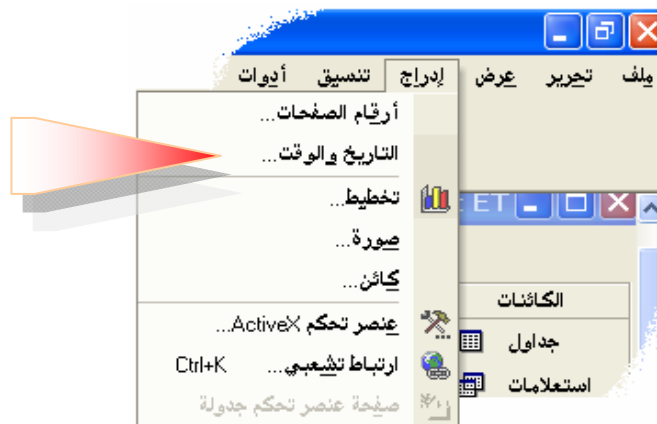 ملف تحرير عرض إدراج تنسيق أدوات
أرقام الصفحات...
التاريخ والوقت...
تخطيط...
صورة...
كائن...
عنصر تحكم ActiveX...
ارتباط تشعبي... Ctrl+K
صفحة عنصر تحكم جدولة
ET
الكائنات
جداول
استعلامات